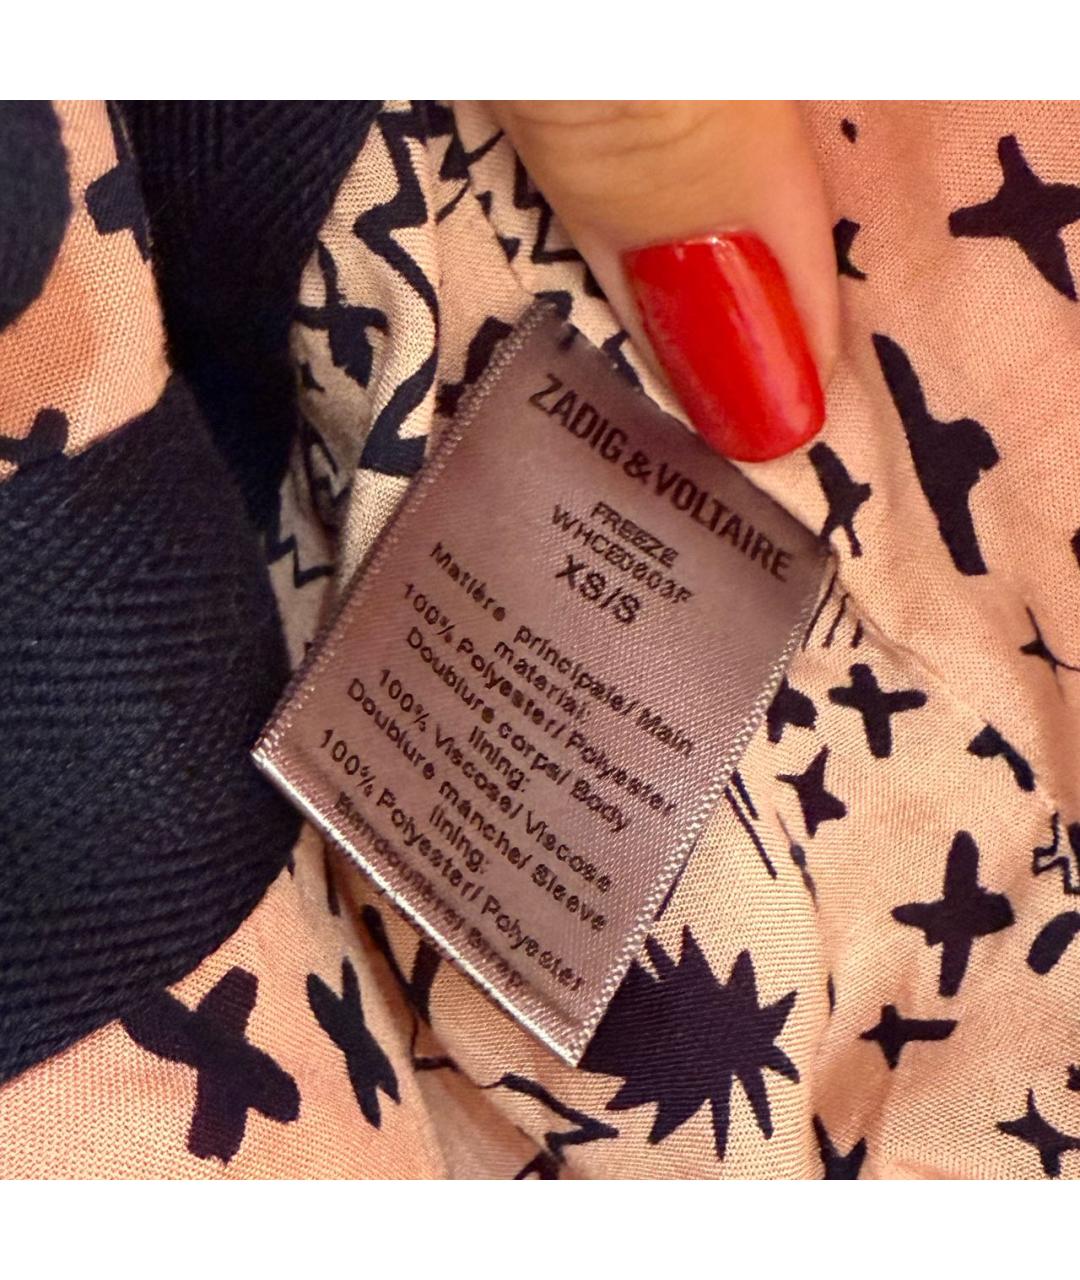 ZADIG & VOLTAIRE
FREEZE
WHCE0603F
XS/S
Matière principale/ Main
material:
100% Polyester/ Polyester
Doublure corps/ Body
lining:
100% Viscose/ Viscose
Doublure manche/ Sleeve
lining:
100% Polyester/ Polyester